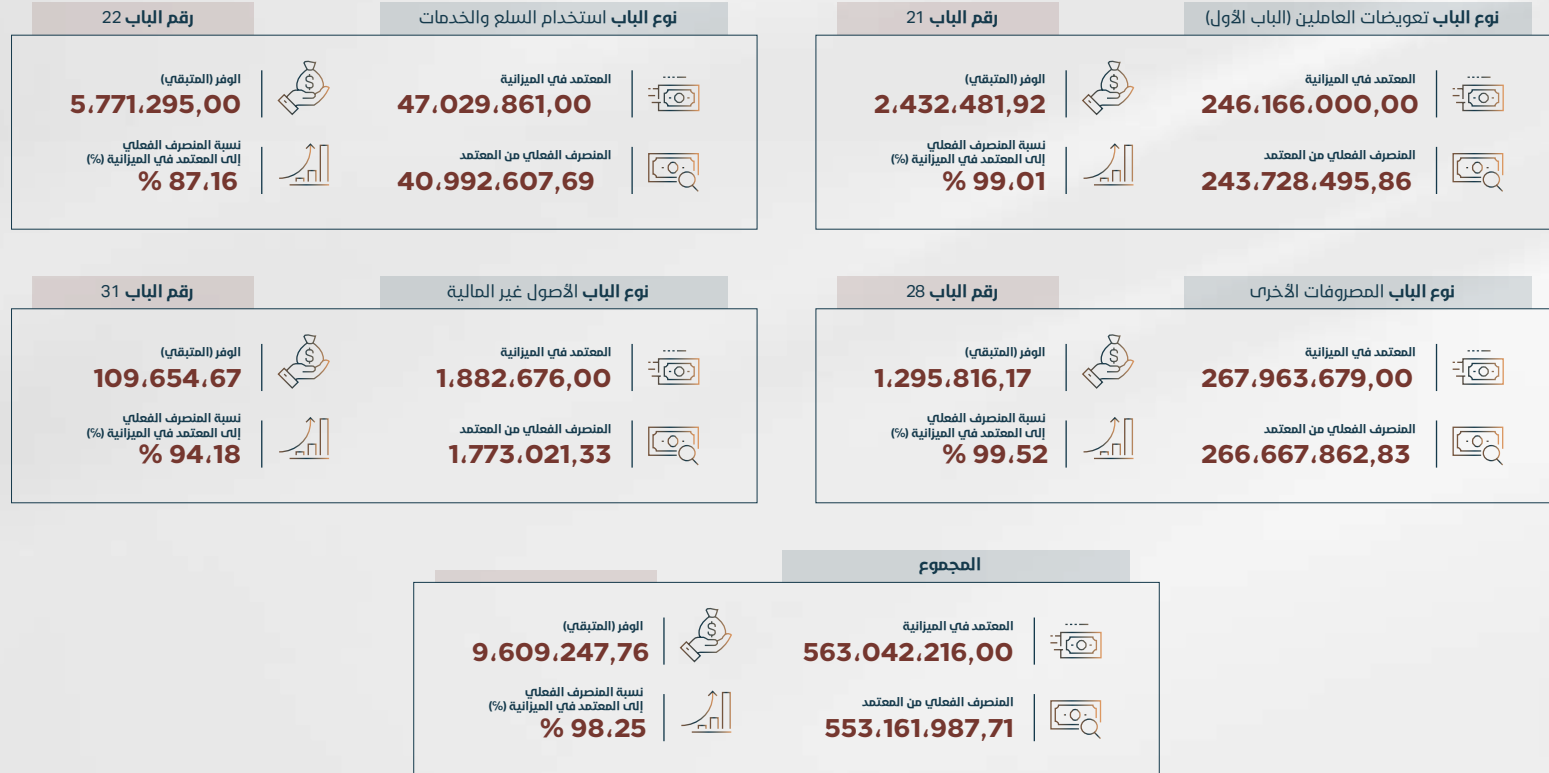 نوع الباب تعويضات العاملين (الباب الأول)
رقم الباب 21
المعتمد في الميزانية
246،166،000,00
الوفر (المتبقي)
2،432،481,92
المنصرف الفعلي من المعتمد
243،728،495,86
نسبة المنصرف الفعلي
إلى المعتمد في الميزانية (%)
% 99،01
نوع الباب استخدام السلع والخدمات
رقم الباب 22
المعتمد في الميزانية
47،029،861,00
الوفر (المتبقي)
5،771،295,00
المنصرف الفعلي من المعتمد
40،992،607,69
نسبة المنصرف الفعلي
إلى المعتمد في الميزانية (%)
% 87،16
نوع الباب المصروفات الأخرى
رقم الباب 28
المعتمد في الميزانية
267،963،679,00
الوفر (المتبقي)
1،295،816,17
المنصرف الفعلي من المعتمد
266،667،862,83
نسبة المنصرف الفعلي
إلى المعتمد في الميزانية (%)
% 99،52
نوع الباب الأصول غير المالية
رقم الباب 31
المعتمد في الميزانية
1،882،676,00
الوفر (المتبقي)
109،654،67
المنصرف الفعلي من المعتمد
1،773،021,33
نسبة المنصرف الفعلي
إلى المعتمد في الميزانية (%)
% 94،18
المجموع
المعتمد في الميزانية
563،042،216,00
الوفر (المتبقي)
9،609،247,76
المنصرف الفعلي من المعتمد
553،161،987,71
نسبة المنصرف الفعلي
إلى المعتمد في الميزانية (%)
% 98،25